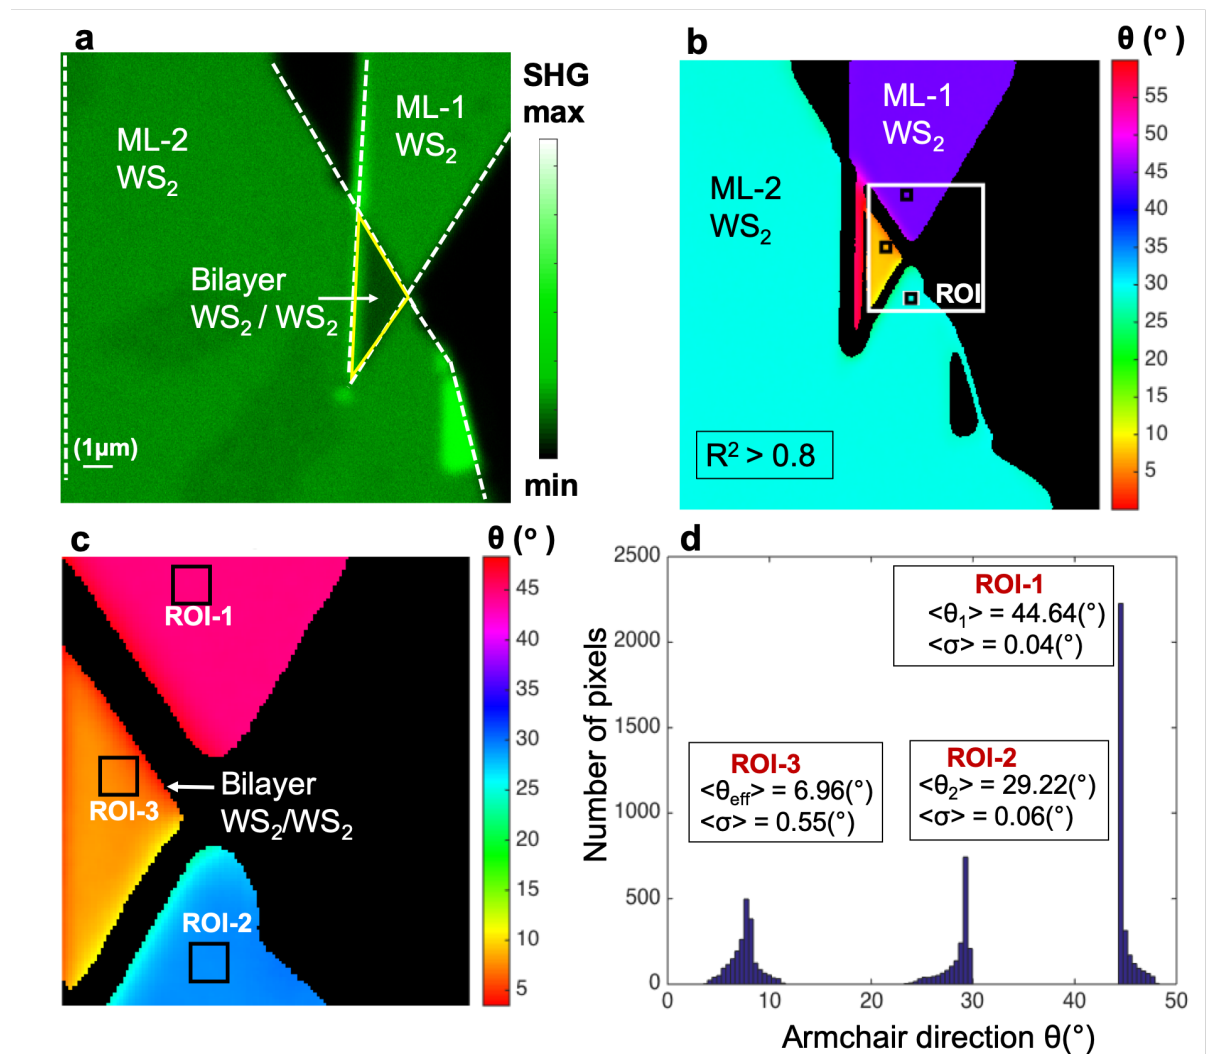 a
SHG
max
min
ML-2
WS₂
ML-1
WS₂
Bilayer
WS₂ / WS₂
(1µm)
b
θ (° )
ML-1
WS₂
ML-2
WS₂
ROI
R² > 0.8
55
50
45
40
35
30
25
20
15
10
5
c
θ (° )
ROI-1
ROI-3
Bilayer
WS₂/WS₂
ROI-2
45
40
35
30
25
20
15
10
5
d
Number of pixels
2500
2000
1500
1000
500
0
ROI-1
<θ₁> = 44.64(°)
<σ> = 0.04(°)
ROI-3
<θeff> = 6.96(°)
<σ> = 0.55(°)
ROI-2
<θ₂> = 29.22(°)
<σ> = 0.06(°)
0 10 20 30 40 50
Armchair direction θ(°)